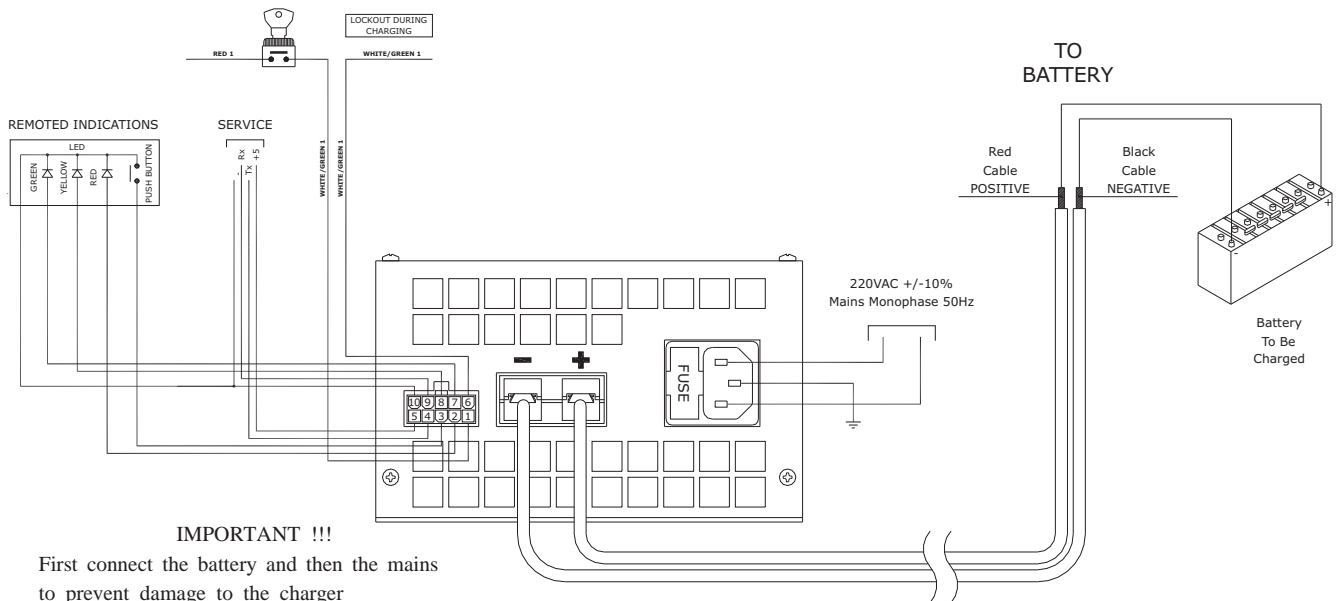 LOCKOUT DURING
CHARGING
RED 1
WHITE/GREEN 1
TO
BATTERY
REMOTED INDICATIONS
SERVICE
LED
GREEN
YELLOW
RED
PUSH BUTTON
-
Tx
Rx
+5
WHITE/GREEN 1
WHITE/GREEN 1
Red
Cable
POSITIVE
Black
Cable
NEGATIVE
+
-
220VAC +/-10%
Mains Monophase 50Hz
Battery
To Be
Charged
- +
FUSE
10 9 8 7 6
5 4 3 2 1
IMPORTANT !!!
First connect the battery and then the mains
to prevent damage to the charger